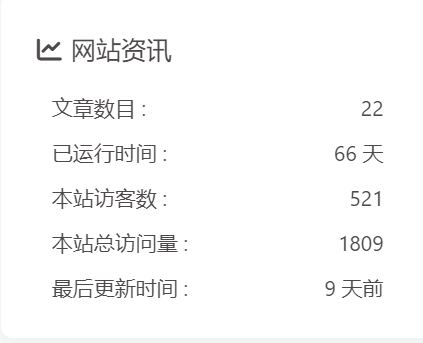 网站资讯
文章数目 : 22
已运行时间 : 66 天
本站访客数 : 521
本站总访问量 : 1809
最后更新时间 : 9 天前